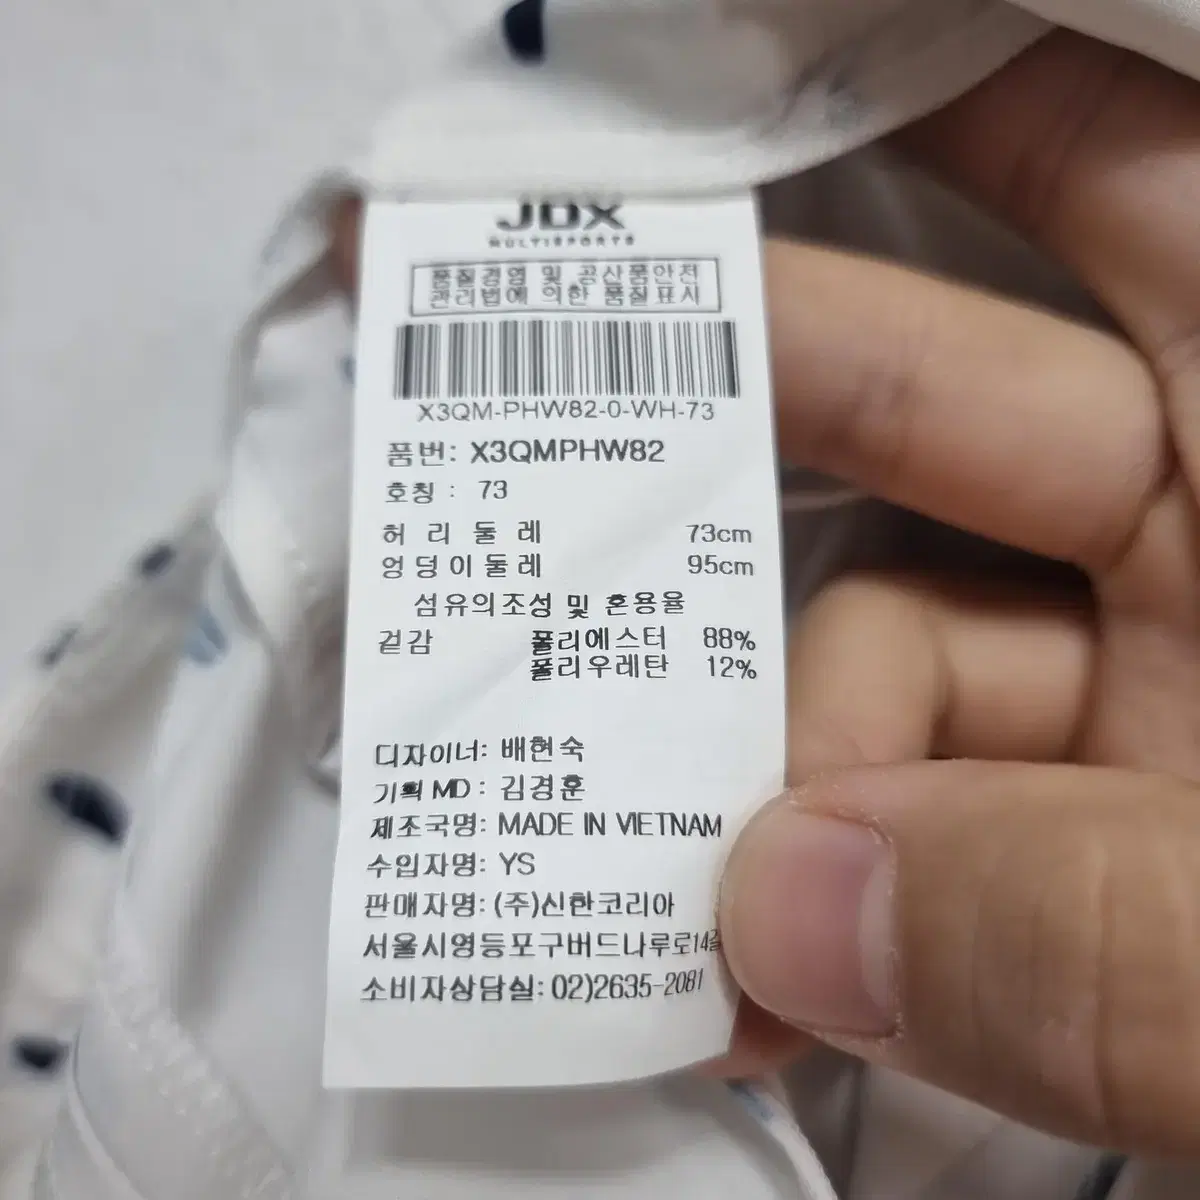 JDX
MULTISPORTS
품질경영 및 공산품안전
관리법에 의한 품질표시
X3QM-PHW82-0-WH-73
품번: X3QMPHW82
호칭 : 73
허 리 둘 레 73cm
엉덩이둘레 95cm
섬유의조성 및 혼용율
겉감 폴리에스터 88%
폴리우레탄 12%
디자이너: 배현숙
기획 MD : 김경훈
제조국명: MADE IN VIETNAM
수입자명: YS
판매자명: (주)신한코리아
서울시영등포구버드나루로14길
소비자상담실: 02)2635-2081